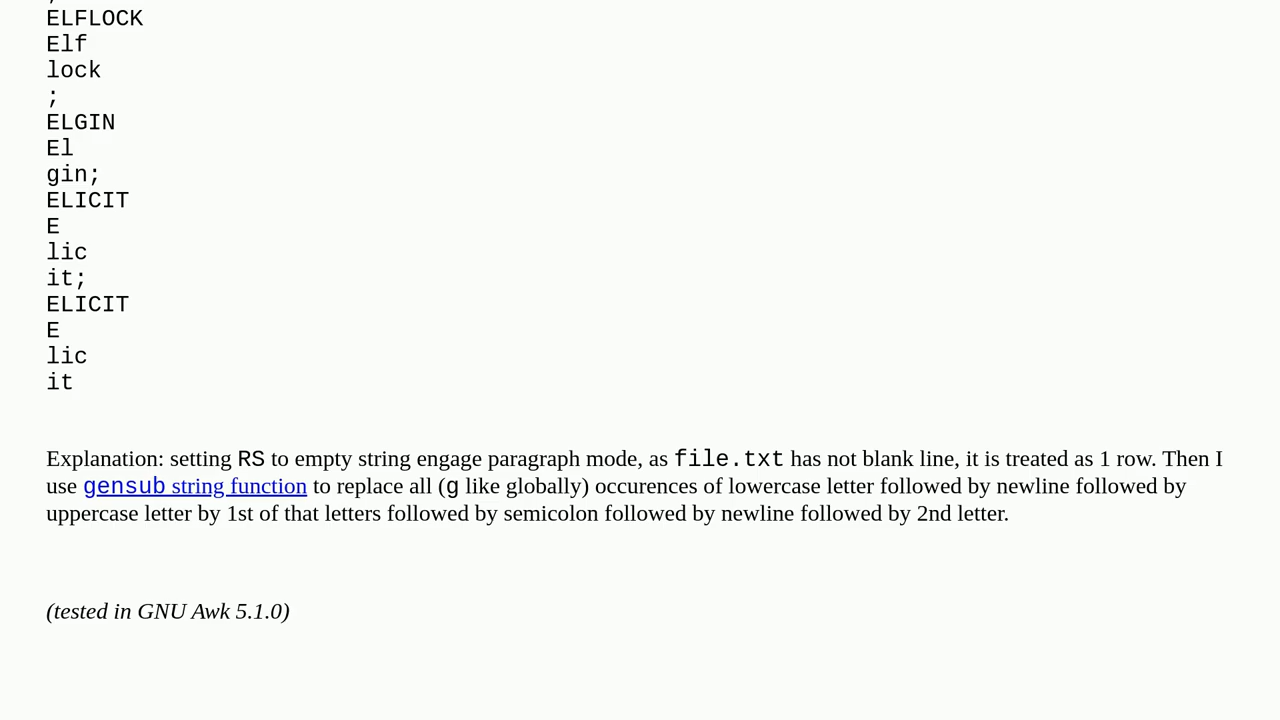 ;
ELFLOCK
Elf
lock
;
ELGIN
El
gin;
ELICIT
E
lic
it;
ELICIT
E
lic
it
Explanation: setting RS to empty string engage paragraph mode, as file.txt has not blank line, it is treated as 1 row. Then I
use gensub string function to replace all (g like globally) occurences of lowercase letter followed by newline followed by
uppercase letter by 1st of that letters followed by semicolon followed by newline followed by 2nd letter.
(tested in GNU Awk 5.1.0)